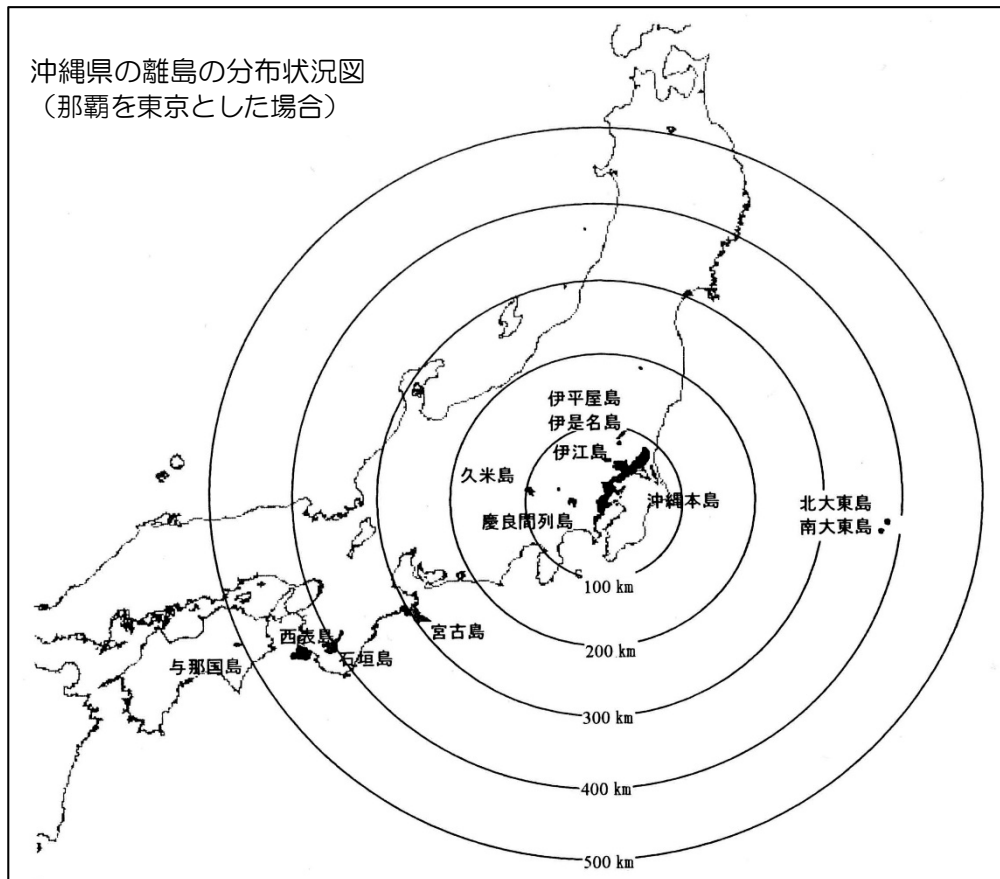 沖縄県の離島の分布状況図
（那覇を東京とした場合）
伊平屋島
伊是名島
伊江島
久米島
沖縄本島
慶良間列島
北大東島
南大東島
100 km
宮古島
西表島
石垣島
与那国島
200 km
300 km
400 km
500 km